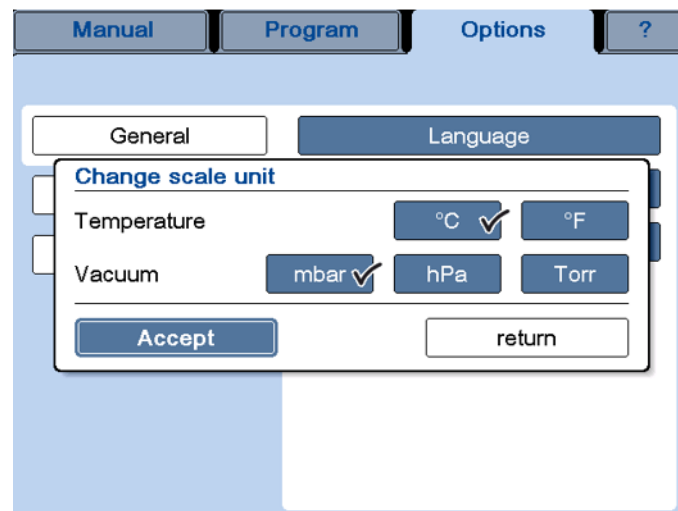 Manual Program Options ?
General Language
Change scale unit
Temperature °C °F
Vacuum mbar hPa Torr
Accept return